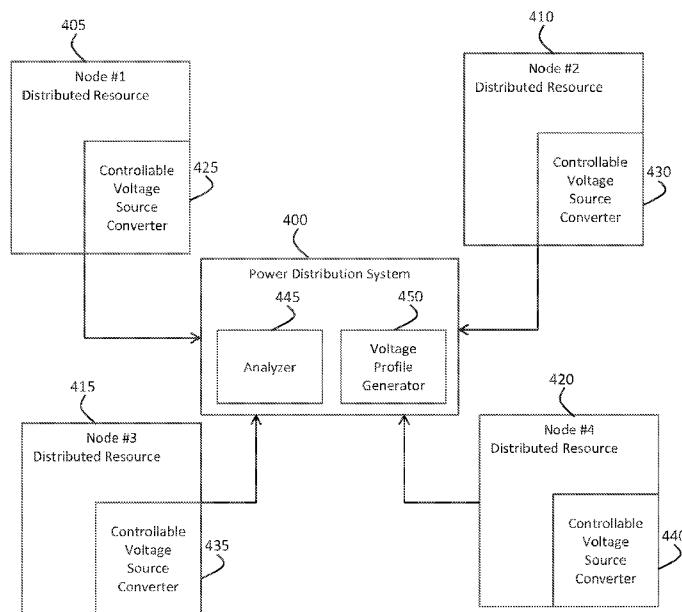 405
Node #1
Distributed Resource
Controllable
Voltage
Source
Converter
425
410
Node #2
Distributed Resource
Controllable
Voltage
Source
Converter
430
400
Power Distribution System
445
Analyzer
450
Voltage
Profile
Generator
415
Node #3
Distributed Resource
Controllable
Voltage
Source
Converter
435
420
Node #4
Distributed Resource
Controllable
Voltage
Source
Converter
440